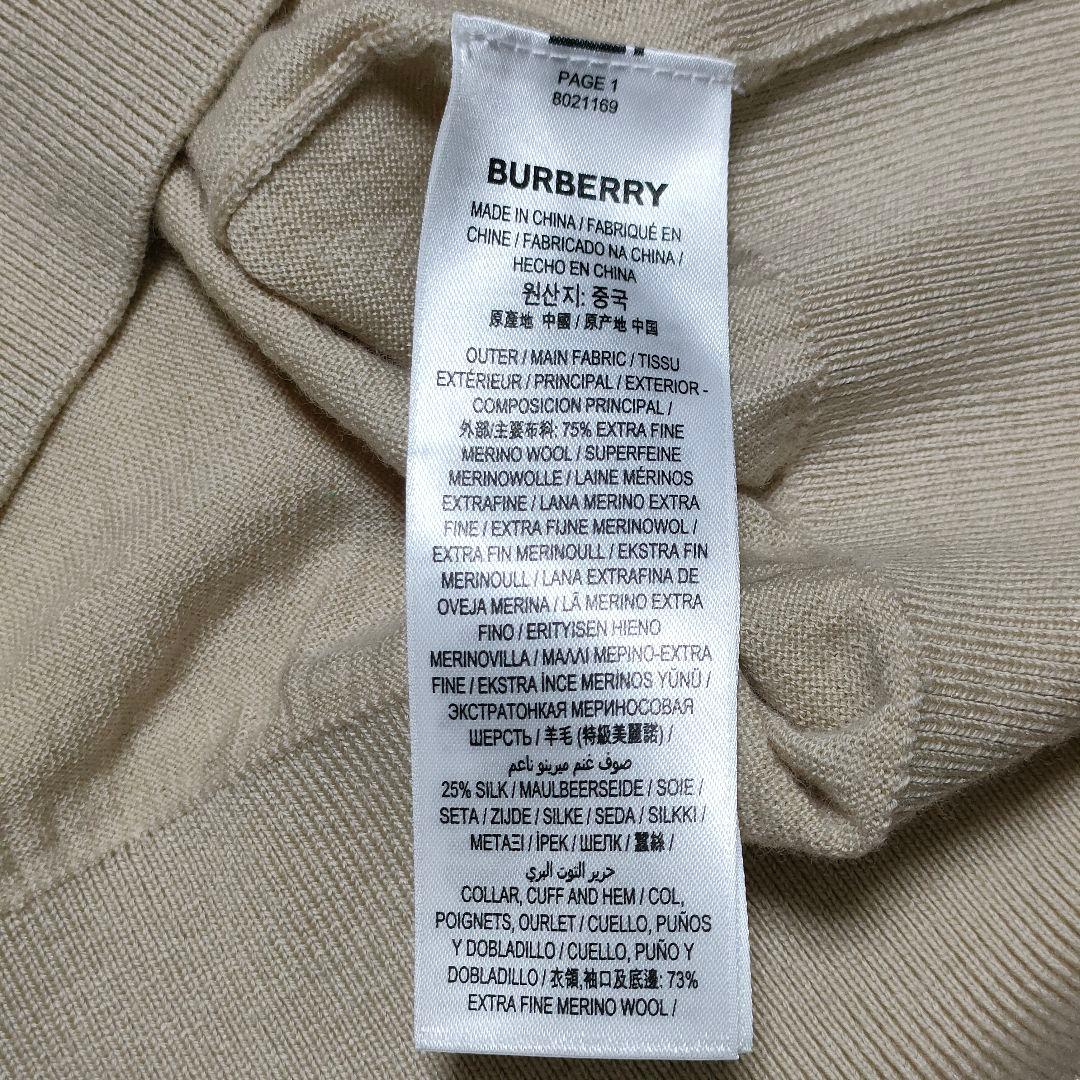 PAGE 1
8021169
BURBERRY
MADE IN CHINA / FABRIQUÉ EN
CHINE / FABRICADO NA CHINA /
HECHO EN CHINA
원산지: 중국
原產地 中國 / 原产地 中国
OUTER / MAIN FABRIC / TISSU
EXTÉRIEUR / PRINCIPAL / EXTERIOR -
COMPOSICION PRINCIPAL /
外部/主要布料: 75% EXTRA FINE
MERINO WOOL / SUPERFEINE
MERINOWOLLE / LAINE MÉRINOS
EXTRAFINE / LANA MERINO EXTRA
FINE / EXTRA FIJNE MERINOWOL /
EXTRA FIN MERINOULL / EKSTRA FIN
MERINOULL / LANA EXTRAFINA DE
OVEJA MERINA / LÃ MERINO EXTRA
FINO / ERITYISEN HIENO
MERINOVILLA / ΜΑΛΛΙ ΜΕΡΙΝΟ-EXTRA
FINE / EKSTRA İNCE MERİNOS YÜNÜ /
ЭКСТРАТОНКАЯ МЕРИНОСОВАЯ
ШЕРСТЬ / 羊毛 (特級美麗諾) /
صوف غنم ميرينو ناعم
25% SILK / MAULBEERSEIDE / SOIE /
SETA / ZIJDE / SILKE / SEDA / SILKKI /
ΜΕΤΑΞΙ / İPEK / ШЕЛК / 蠶絲 /
حرير التوت البري
COLLAR, CUFF AND HEM / COL,
POIGNETS, OURLET / CUELLO, PUÑOS
Y DOBLADILLO / CUELLO, PUÑO Y
DOBLADILLO / 衣領,袖口及底邊: 73%
EXTRA FINE MERINO WOOL /